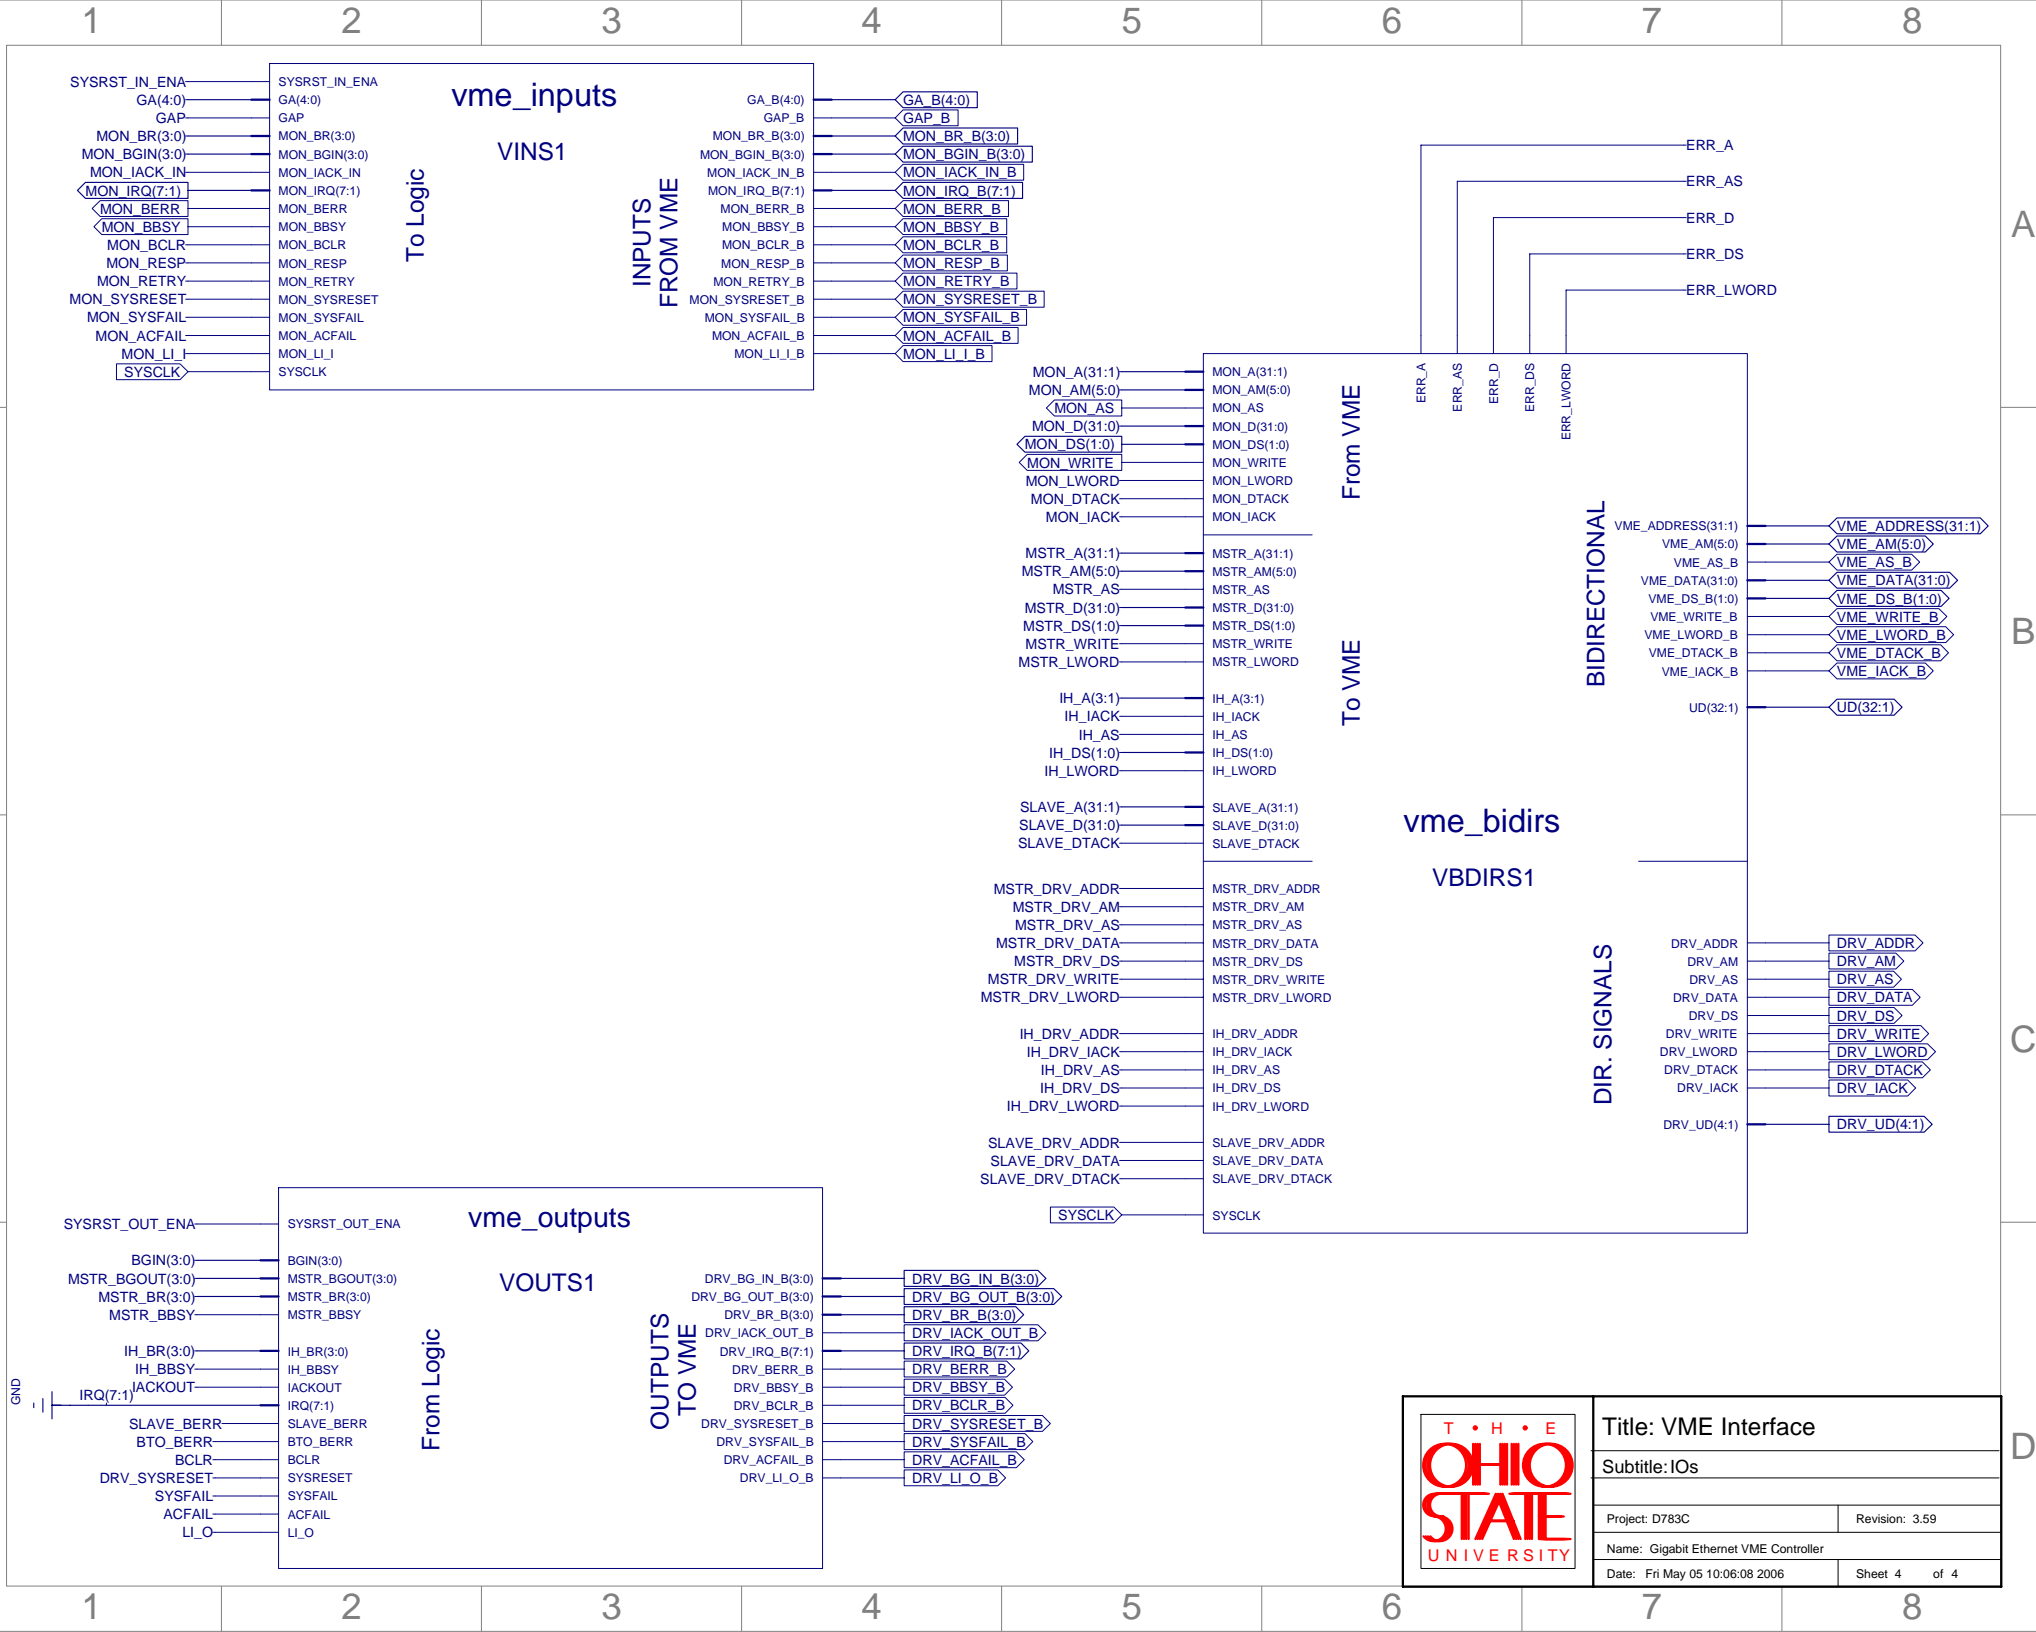 1 2 3 4 5 6 7 8
A
B
C
D
vme_inputs
VINS1
To Logic
INPUTS
FROM VME
SYSRST_IN_ENA SYSRST_IN_ENA
GA(4:0) GA(4:0) GA_B(4:0) GA_B(4:0)
GAP GAP GAP_B GAP_B
MON_BR(3:0) MON_BR(3:0) MON_BR_B(3:0) MON_BR_B(3:0)
MON_BGIN(3:0) MON_BGIN(3:0) MON_BGIN_B(3:0) MON_BGIN_B(3:0)
MON_IACK_IN MON_IACK_IN MON_IACK_IN_B MON_IACK_IN_B
MON_IRQ(7:1) MON_IRQ(7:1) MON_IRQ_B(7:1) MON_IRQ_B(7:1)
MON_BERR MON_BERR MON_BERR_B MON_BERR_B
MON_BBSY MON_BBSY MON_BBSY_B MON_BBSY_B
MON_BCLR MON_BCLR MON_BCLR_B MON_BCLR_B
MON_RESP MON_RESP MON_RESP_B MON_RESP_B
MON_RETRY MON_RETRY MON_RETRY_B MON_RETRY_B
MON_SYSRESET MON_SYSRESET MON_SYSRESET_B MON_SYSRESET_B
MON_SYSFAIL MON_SYSFAIL MON_SYSFAIL_B MON_SYSFAIL_B
MON_ACFAIL MON_ACFAIL MON_ACFAIL_B MON_ACFAIL_B
MON_LI_I MON_LI_I MON_LI_I_B MON_LI_I_B
SYSCLK SYSCLK
ERR_A
ERR_AS
ERR_D
ERR_DS
ERR_LWORD
ERR_A
ERR_AS
ERR_D
ERR_DS
ERR_LWORD
From VME
To VME
BIDIRECTIONAL
vme_bidirs
VBDIRS1
DIR. SIGNALS
MON_A(31:1) MON_A(31:1)
MON_AM(5:0) MON_AM(5:0)
MON_AS MON_AS
MON_D(31:0) MON_D(31:0)
MON_DS(1:0) MON_DS(1:0)
MON_WRITE MON_WRITE
MON_LWORD MON_LWORD
MON_DTACK MON_DTACK
MON_IACK MON_IACK
MSTR_A(31:1) MSTR_A(31:1)
MSTR_AM(5:0) MSTR_AM(5:0)
MSTR_AS MSTR_AS
MSTR_D(31:0) MSTR_D(31:0)
MSTR_DS(1:0) MSTR_DS(1:0)
MSTR_WRITE MSTR_WRITE
MSTR_LWORD MSTR_LWORD
IH_A(3:1) IH_A(3:1)
IH_IACK IH_IACK
IH_AS IH_AS
IH_DS(1:0) IH_DS(1:0)
IH_LWORD IH_LWORD
SLAVE_A(31:1) SLAVE_A(31:1)
SLAVE_D(31:0) SLAVE_D(31:0)
SLAVE_DTACK SLAVE_DTACK
MSTR_DRV_ADDR MSTR_DRV_ADDR
MSTR_DRV_AM MSTR_DRV_AM
MSTR_DRV_AS MSTR_DRV_AS
MSTR_DRV_DATA MSTR_DRV_DATA
MSTR_DRV_DS MSTR_DRV_DS
MSTR_DRV_WRITE MSTR_DRV_WRITE
MSTR_DRV_LWORD MSTR_DRV_LWORD
IH_DRV_ADDR IH_DRV_ADDR
IH_DRV_IACK IH_DRV_IACK
IH_DRV_AS IH_DRV_AS
IH_DRV_DS IH_DRV_DS
IH_DRV_LWORD IH_DRV_LWORD
SLAVE_DRV_ADDR SLAVE_DRV_ADDR
SLAVE_DRV_DATA SLAVE_DRV_DATA
SLAVE_DRV_DTACK SLAVE_DRV_DTACK
SYSCLK SYSCLK
VME_ADDRESS(31:1) VME_ADDRESS(31:1)
VME_AM(5:0) VME_AM(5:0)
VME_AS_B VME_AS_B
VME_DATA(31:0) VME_DATA(31:0)
VME_DS_B(1:0) VME_DS_B(1:0)
VME_WRITE_B VME_WRITE_B
VME_LWORD_B VME_LWORD_B
VME_DTACK_B VME_DTACK_B
VME_IACK_B VME_IACK_B
UD(32:1) UD(32:1)
DRV_ADDR DRV_ADDR
DRV_AM DRV_AM
DRV_AS DRV_AS
DRV_DATA DRV_DATA
DRV_DS DRV_DS
DRV_WRITE DRV_WRITE
DRV_LWORD DRV_LWORD
DRV_DTACK DRV_DTACK
DRV_IACK DRV_IACK
DRV_UD(4:1) DRV_UD(4:1)
vme_outputs
VOUTS1
From Logic
OUTPUTS
TO VME
SYSRST_OUT_ENA SYSRST_OUT_ENA
BGIN(3:0) BGIN(3:0)
MSTR_BGOUT(3:0) MSTR_BGOUT(3:0) DRV_BG_IN_B(3:0) DRV_BG_IN_B(3:0)
MSTR_BR(3:0) MSTR_BR(3:0) DRV_BG_OUT_B(3:0) DRV_BG_OUT_B(3:0)
MSTR_BBSY MSTR_BBSY DRV_BR_B(3:0) DRV_BR_B(3:0)
DRV_IACK_OUT_B DRV_IACK_OUT_B
IH_BR(3:0) IH_BR(3:0) DRV_IRQ_B(7:1) DRV_IRQ_B(7:1)
IH_BBSY IH_BBSY DRV_BERR_B DRV_BERR_B
IACKOUT IACKOUT DRV_BBSY_B DRV_BBSY_B
GND IRQ(7:1) IRQ(7:1) DRV_BCLR_B DRV_BCLR_B
SLAVE_BERR SLAVE_BERR DRV_SYSRESET_B DRV_SYSRESET_B
BTO_BERR BTO_BERR DRV_SYSFAIL_B DRV_SYSFAIL_B
BCLR BCLR DRV_ACFAIL_B DRV_ACFAIL_B
DRV_SYSRESET SYSRESET DRV_LI_O_B DRV_LI_O_B
SYSFAIL SYSFAIL
ACFAIL ACFAIL
LI_O LI_O
T • H • E
OHIO
STATE
UNIVERSITY
Title: VME Interface
Subtitle: IOs
Project: D783C Revision: 3.59
Name: Gigabit Ethernet VME Controller
Date: Fri May 05 10:06:08 2006 Sheet 4 of 4
1 2 3 4 5 6 7 8